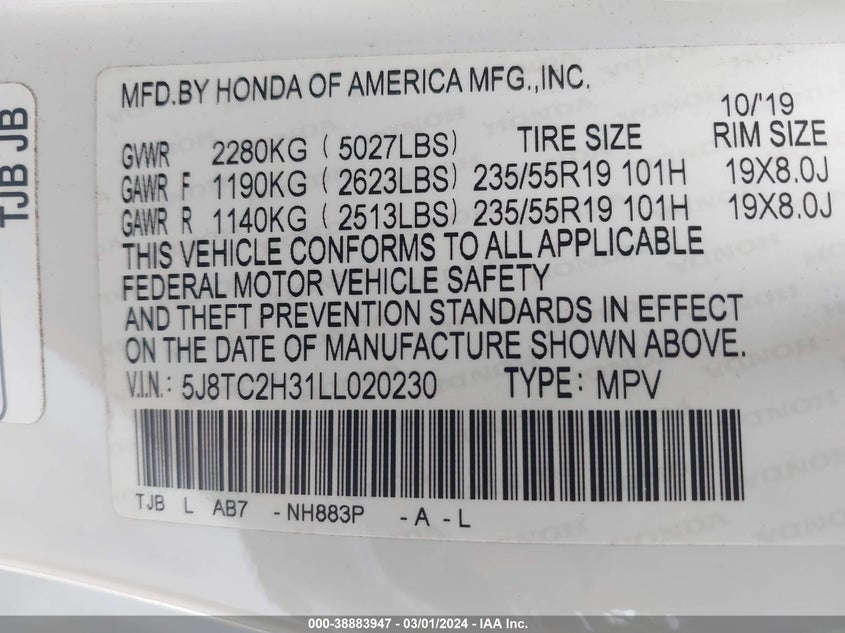 TJB JB
MFD.BY HONDA OF AMERICA MFG.,INC.
10/'19
GVWR 2280KG ( 5027LBS) TIRE SIZE RIM SIZE
GAWR F 1190KG ( 2623LBS) 235/55R19 101H 19X8.0J
GAWR R 1140KG ( 2513LBS) 235/55R19 101H 19X8.0J
THIS VEHICLE CONFORMS TO ALL APPLICABLE
FEDERAL MOTOR VEHICLE SAFETY
AND THEFT PREVENTION STANDARDS IN EFFECT
ON THE DATE OF MANUFACTURE SHOWN ABOVE.
V.I.N.: 5J8TC2H31LL020230 TYPE: MPV
TJB L AB7 -NH883P -A -L
000-38883947 - 03/01/2024 - IAA Inc.